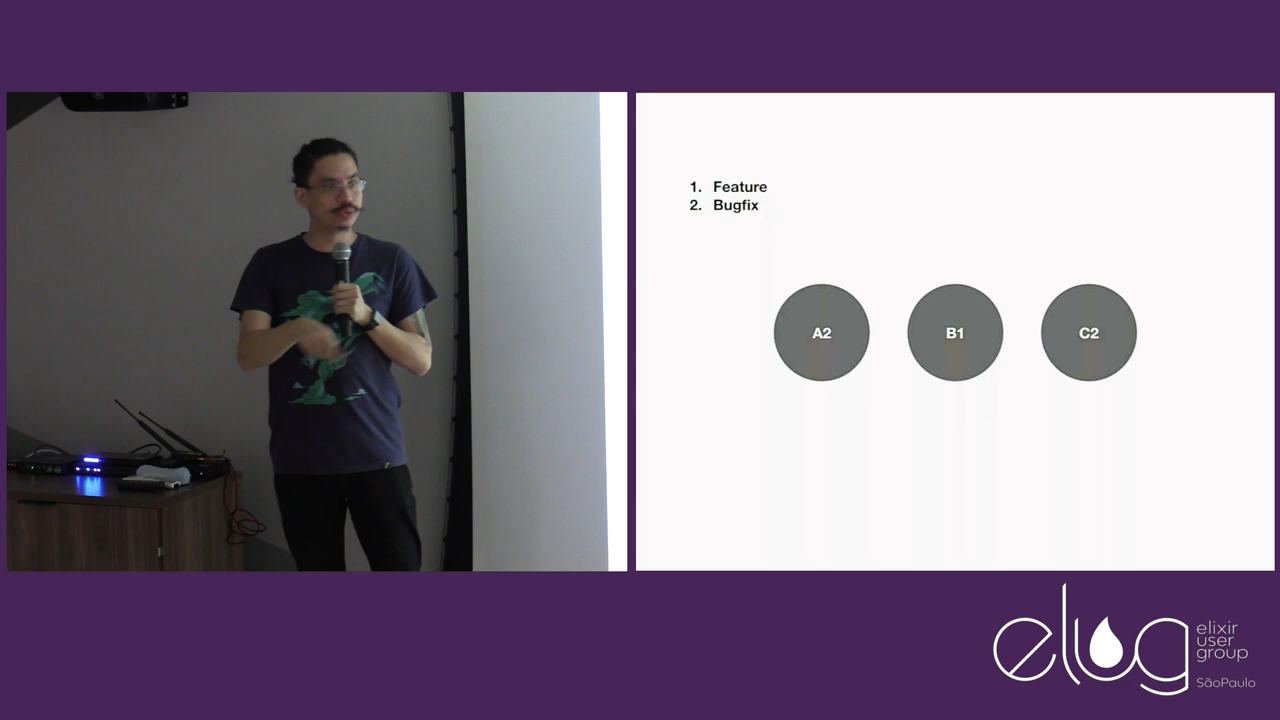 1. Feature
2. Bugfix
A2
B1
C2
elug
elixir
user
group
SãoPaulo